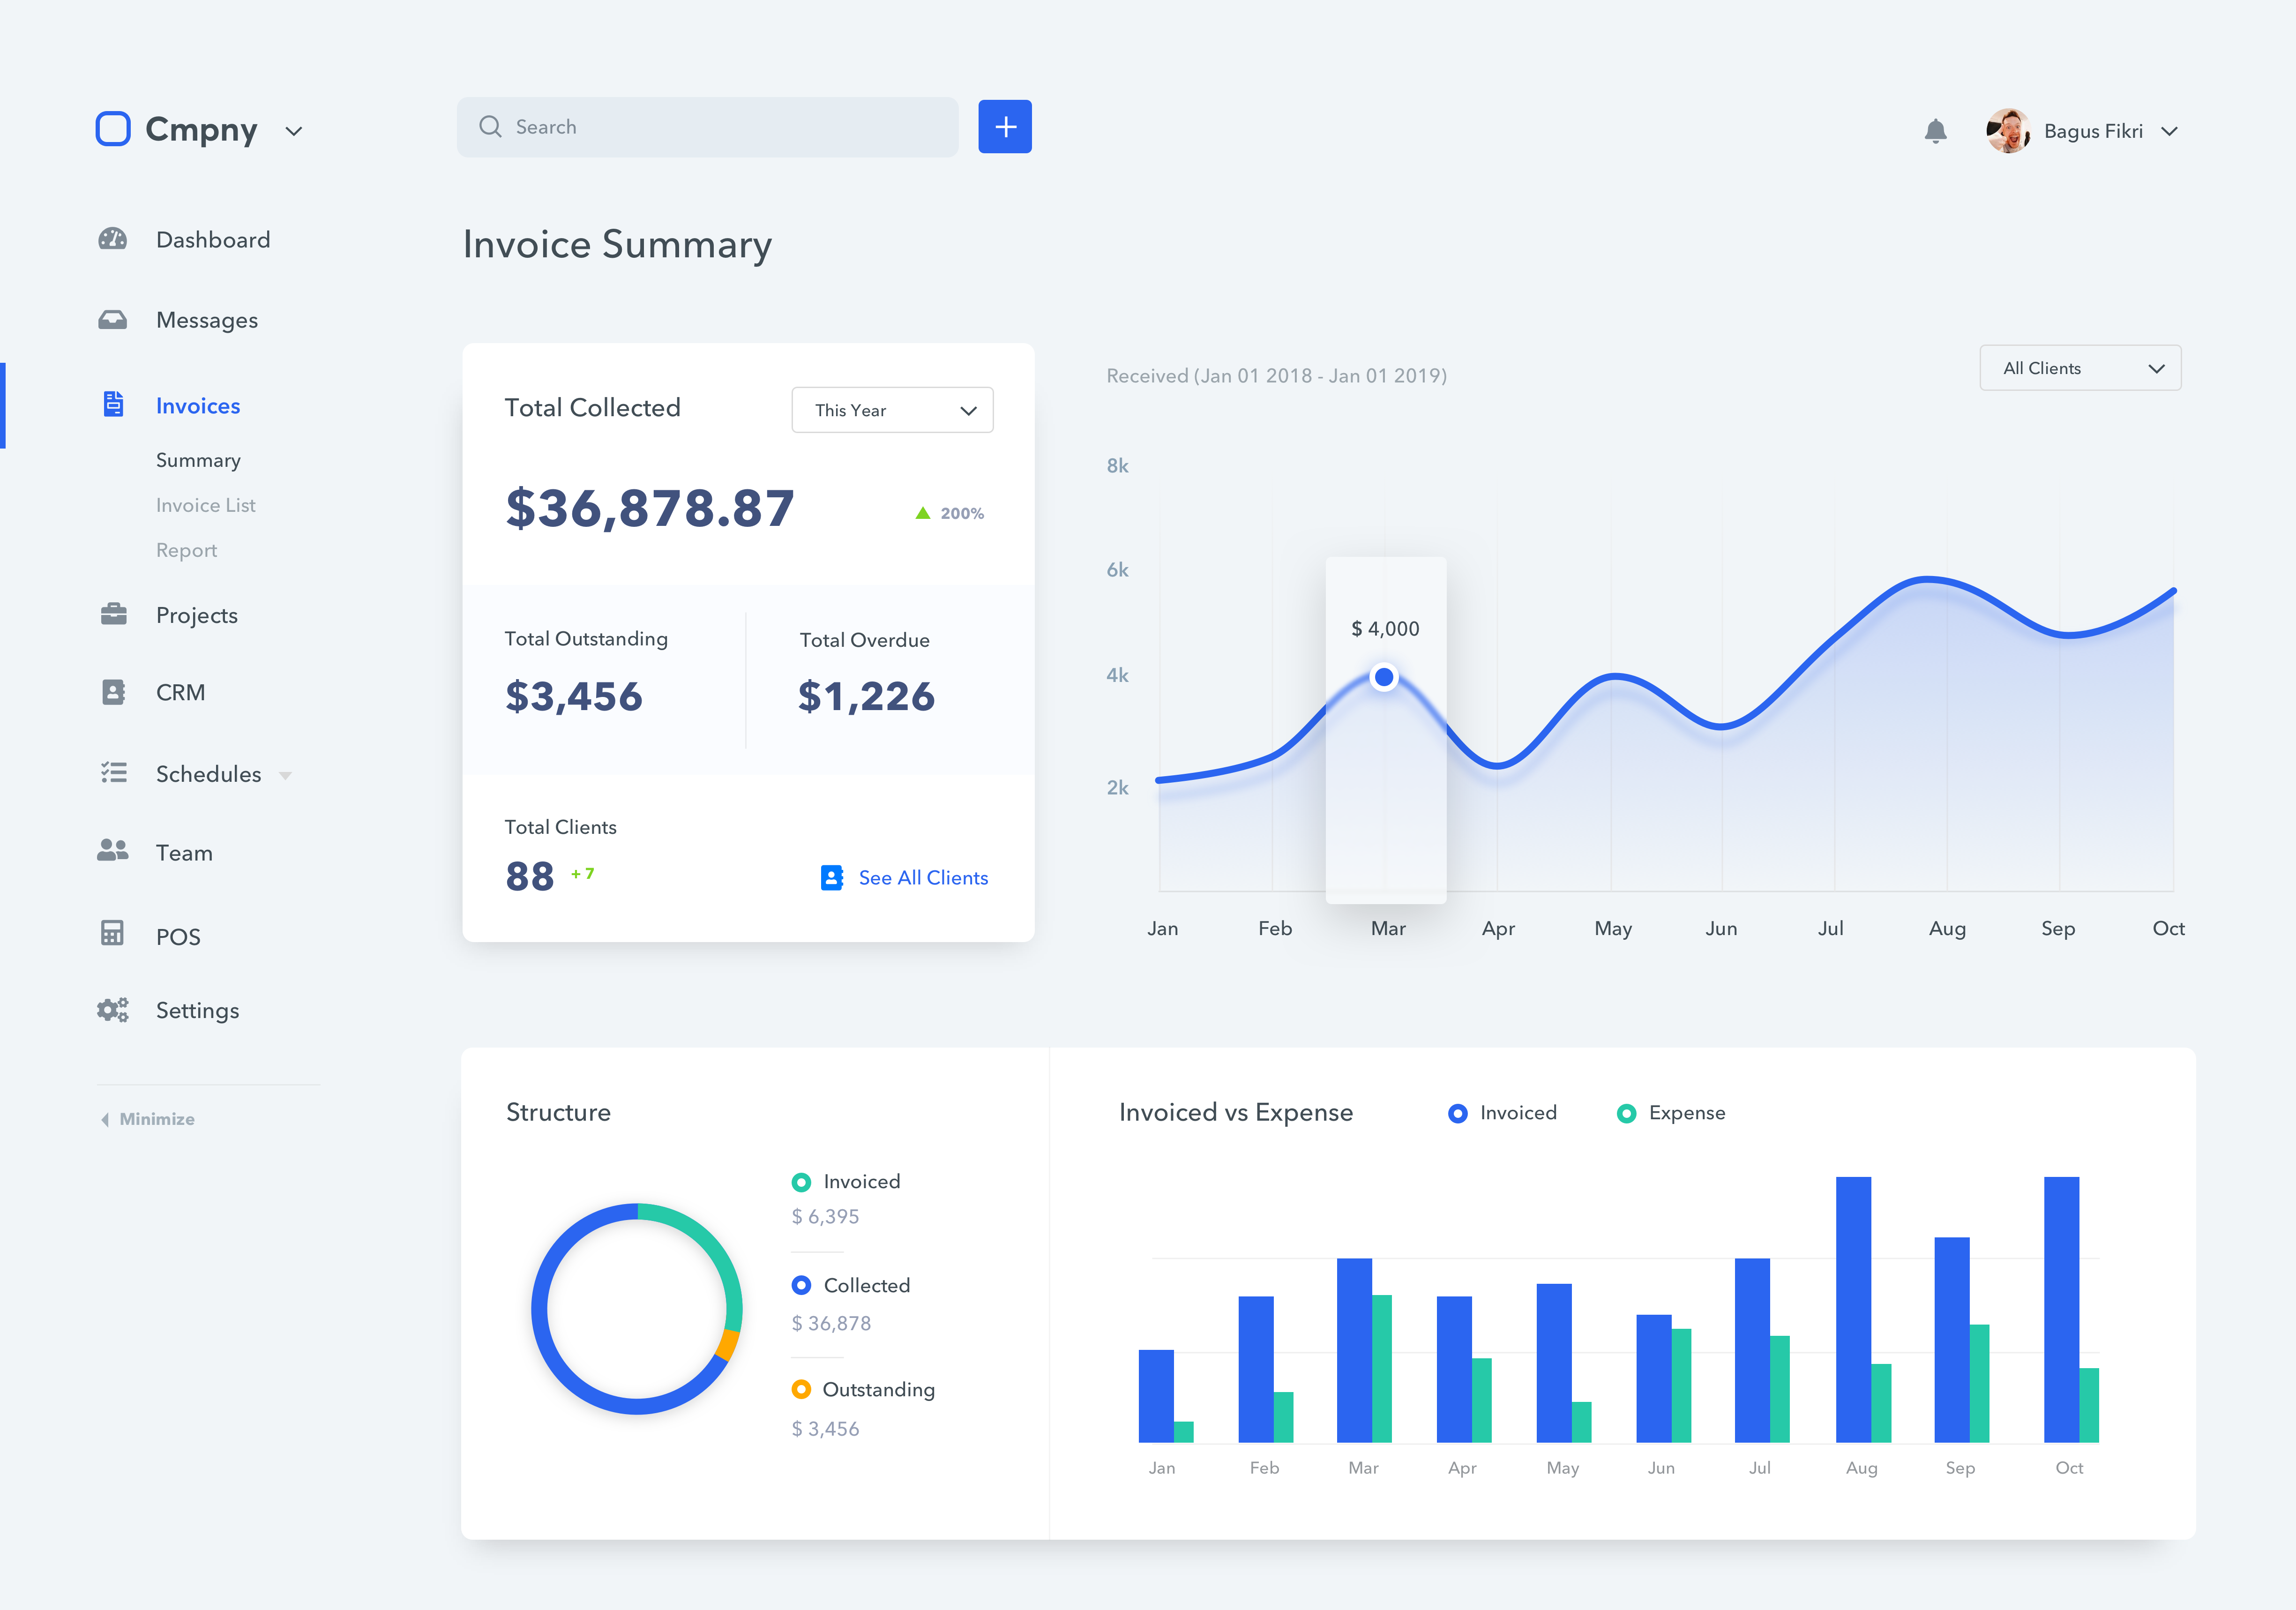 Cmpny
Search
Bagus Fikri
Dashboard
Messages
Invoices
Summary
Invoice List
Report
Projects
CRM
Schedules
Team
POS
Settings
Minimize
Invoice Summary
Total Collected
This Year
$36,878.87
200%
Total Outstanding
$3,456
Total Overdue
$1,226
Total Clients
88 +7
See All Clients
Received (Jan 01 2018 - Jan 01 2019)
All Clients
8k
6k
4k
2k
$ 4,000
Jan Feb Mar Apr May Jun Jul Aug Sep Oct
Structure
Invoiced
$ 6,395
Collected
$ 36,878
Outstanding
$ 3,456
Invoiced vs Expense
Invoiced
Expense
Jan Feb Mar Apr May Jun Jul Aug Sep Oct